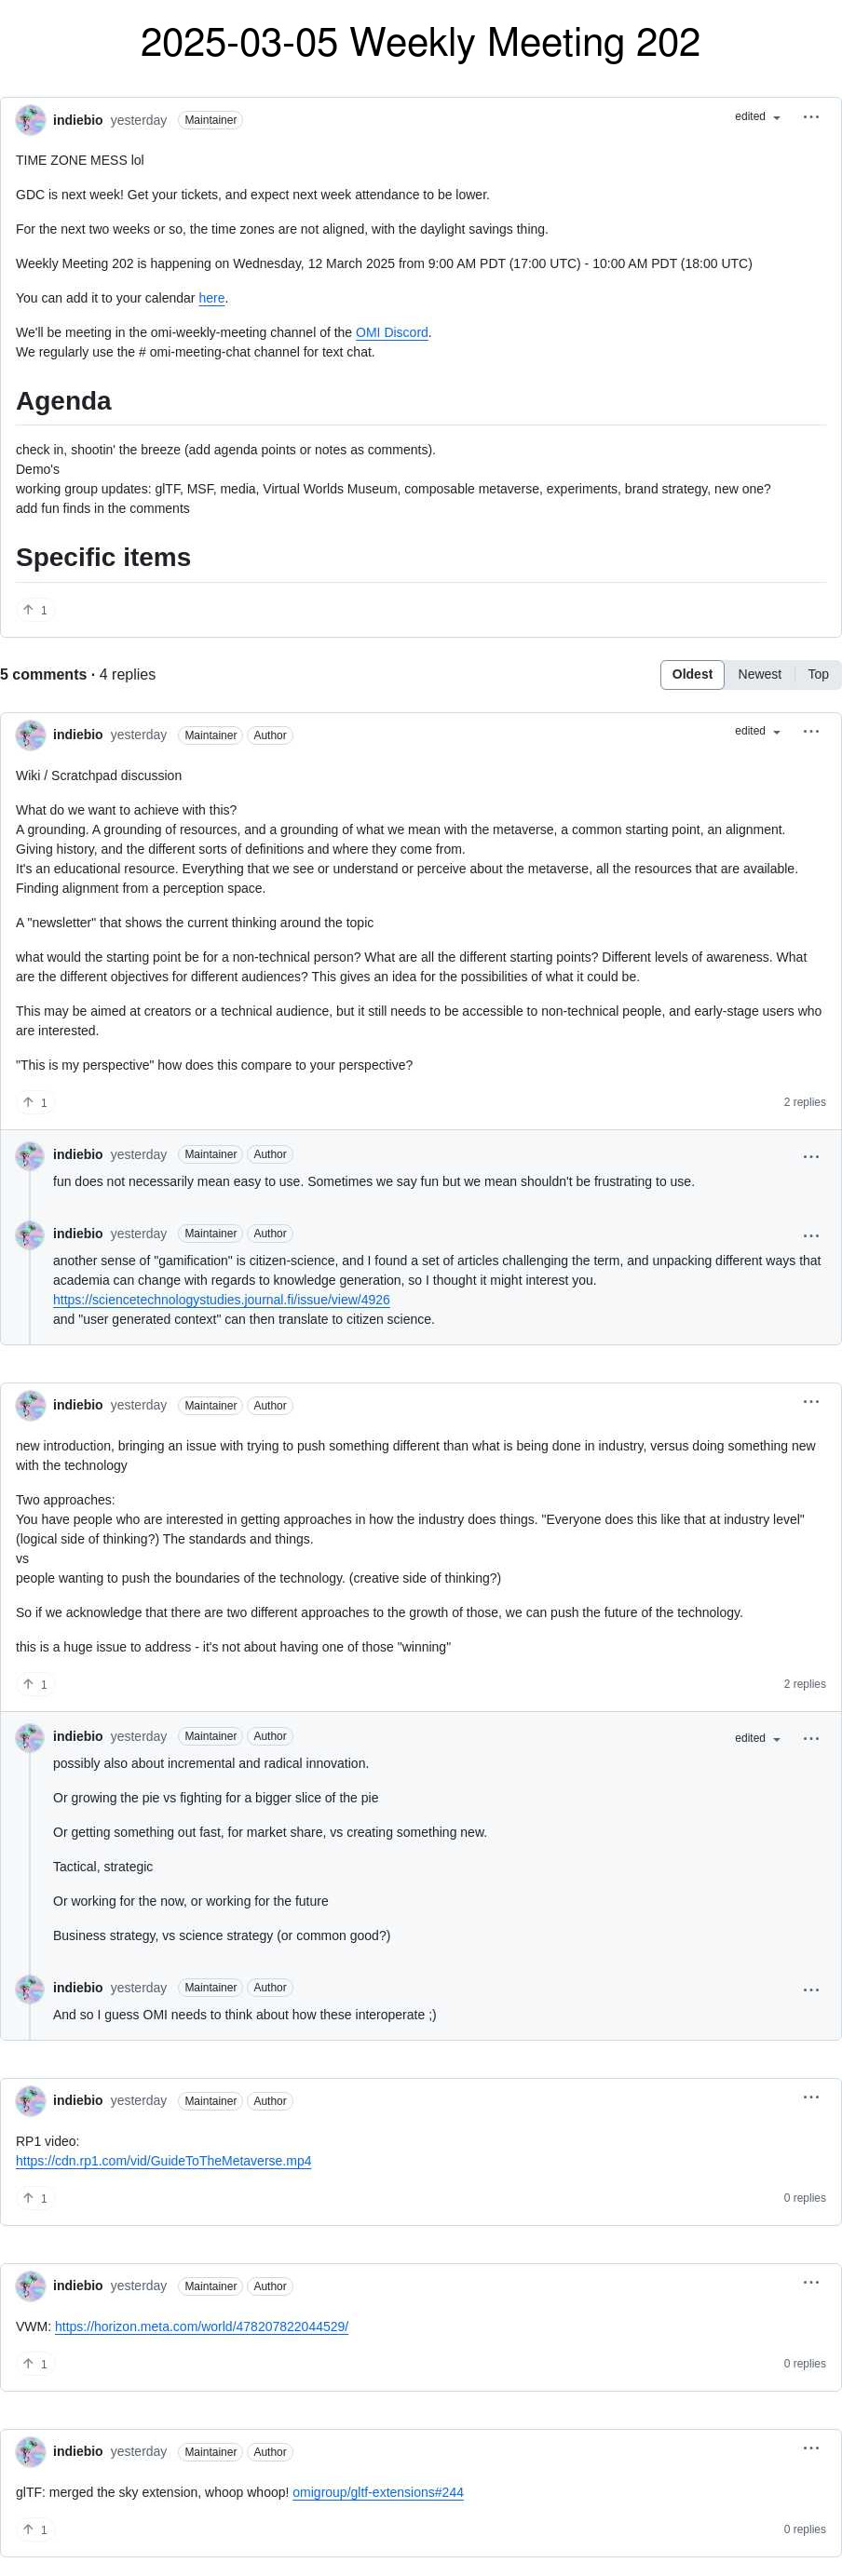 2025-03-05 Weekly Meeting 202
indiebio yesterday Maintainer edited
TIME ZONE MESS lol
GDC is next week! Get your tickets, and expect next week attendance to be lower.
For the next two weeks or so, the time zones are not aligned, with the daylight savings thing.
Weekly Meeting 202 is happening on Wednesday, 12 March 2025 from 9:00 AM PDT (17:00 UTC) - 10:00 AM PDT (18:00 UTC)
You can add it to your calendar here.
We'll be meeting in the omi-weekly-meeting channel of the OMI Discord.
We regularly use the # omi-meeting-chat channel for text chat.
Agenda
check in, shootin' the breeze (add agenda points or notes as comments).
Demo's
working group updates: glTF, MSF, media, Virtual Worlds Museum, composable metaverse, experiments, brand strategy, new one?
add fun finds in the comments
Specific items
1
5 comments · 4 replies Oldest Newest Top
indiebio yesterday Maintainer Author edited
Wiki / Scratchpad discussion
What do we want to achieve with this?
A grounding. A grounding of resources, and a grounding of what we mean with the metaverse, a common starting point, an alignment.
Giving history, and the different sorts of definitions and where they come from.
It's an educational resource. Everything that we see or understand or perceive about the metaverse, all the resources that are available.
Finding alignment from a perception space.
A "newsletter" that shows the current thinking around the topic
what would the starting point be for a non-technical person? What are all the different starting points? Different levels of awareness. What
are the different objectives for different audiences? This gives an idea for the possibilities of what it could be.
This may be aimed at creators or a technical audience, but it still needs to be accessible to non-technical people, and early-stage users who
are interested.
"This is my perspective" how does this compare to your perspective?
1 2 replies
indiebio yesterday Maintainer Author
fun does not necessarily mean easy to use. Sometimes we say fun but we mean shouldn't be frustrating to use.
indiebio yesterday Maintainer Author
another sense of "gamification" is citizen-science, and I found a set of articles challenging the term, and unpacking different ways that
academia can change with regards to knowledge generation, so I thought it might interest you.
https://sciencetechnologystudies.journal.fi/issue/view/4926
and "user generated context" can then translate to citizen science.
indiebio yesterday Maintainer Author
new introduction, bringing an issue with trying to push something different than what is being done in industry, versus doing something new
with the technology
Two approaches:
You have people who are interested in getting approaches in how the industry does things. "Everyone does this like that at industry level"
(logical side of thinking?) The standards and things.
vs
people wanting to push the boundaries of the technology. (creative side of thinking?)
So if we acknowledge that there are two different approaches to the growth of those, we can push the future of the technology.
this is a huge issue to address - it's not about having one of those "winning"
1 2 replies
indiebio yesterday Maintainer Author edited
possibly also about incremental and radical innovation.
Or growing the pie vs fighting for a bigger slice of the pie
Or getting something out fast, for market share, vs creating something new.
Tactical, strategic
Or working for the now, or working for the future
Business strategy, vs science strategy (or common good?)
indiebio yesterday Maintainer Author
And so I guess OMI needs to think about how these interoperate ;)
indiebio yesterday Maintainer Author
RP1 video:
https://cdn.rp1.com/vid/GuideToTheMetaverse.mp4
1 0 replies
indiebio yesterday Maintainer Author
VWM: https://horizon.meta.com/world/478207822044529/
1 0 replies
indiebio yesterday Maintainer Author
glTF: merged the sky extension, whoop whoop! omigroup/gltf-extensions#244
1 0 replies